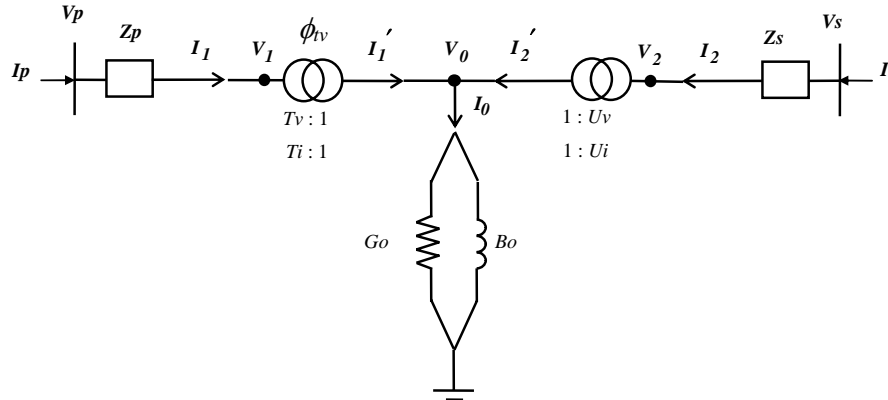 Vp
Zp
I1
V1
ϕtv
I1′
V0
I2′
V2
I2
Zs
Vs
Ip
I
I0
Tv : 1
Ti : 1
1 : Uv
1 : Ui
Go
Bo